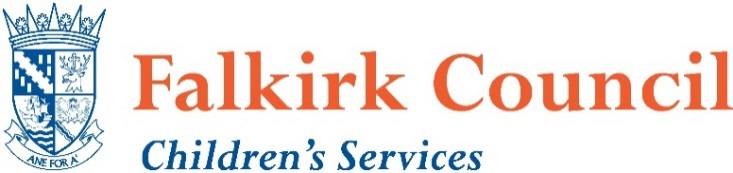 Falkirk Council
Children's Services
ANE FOR A'